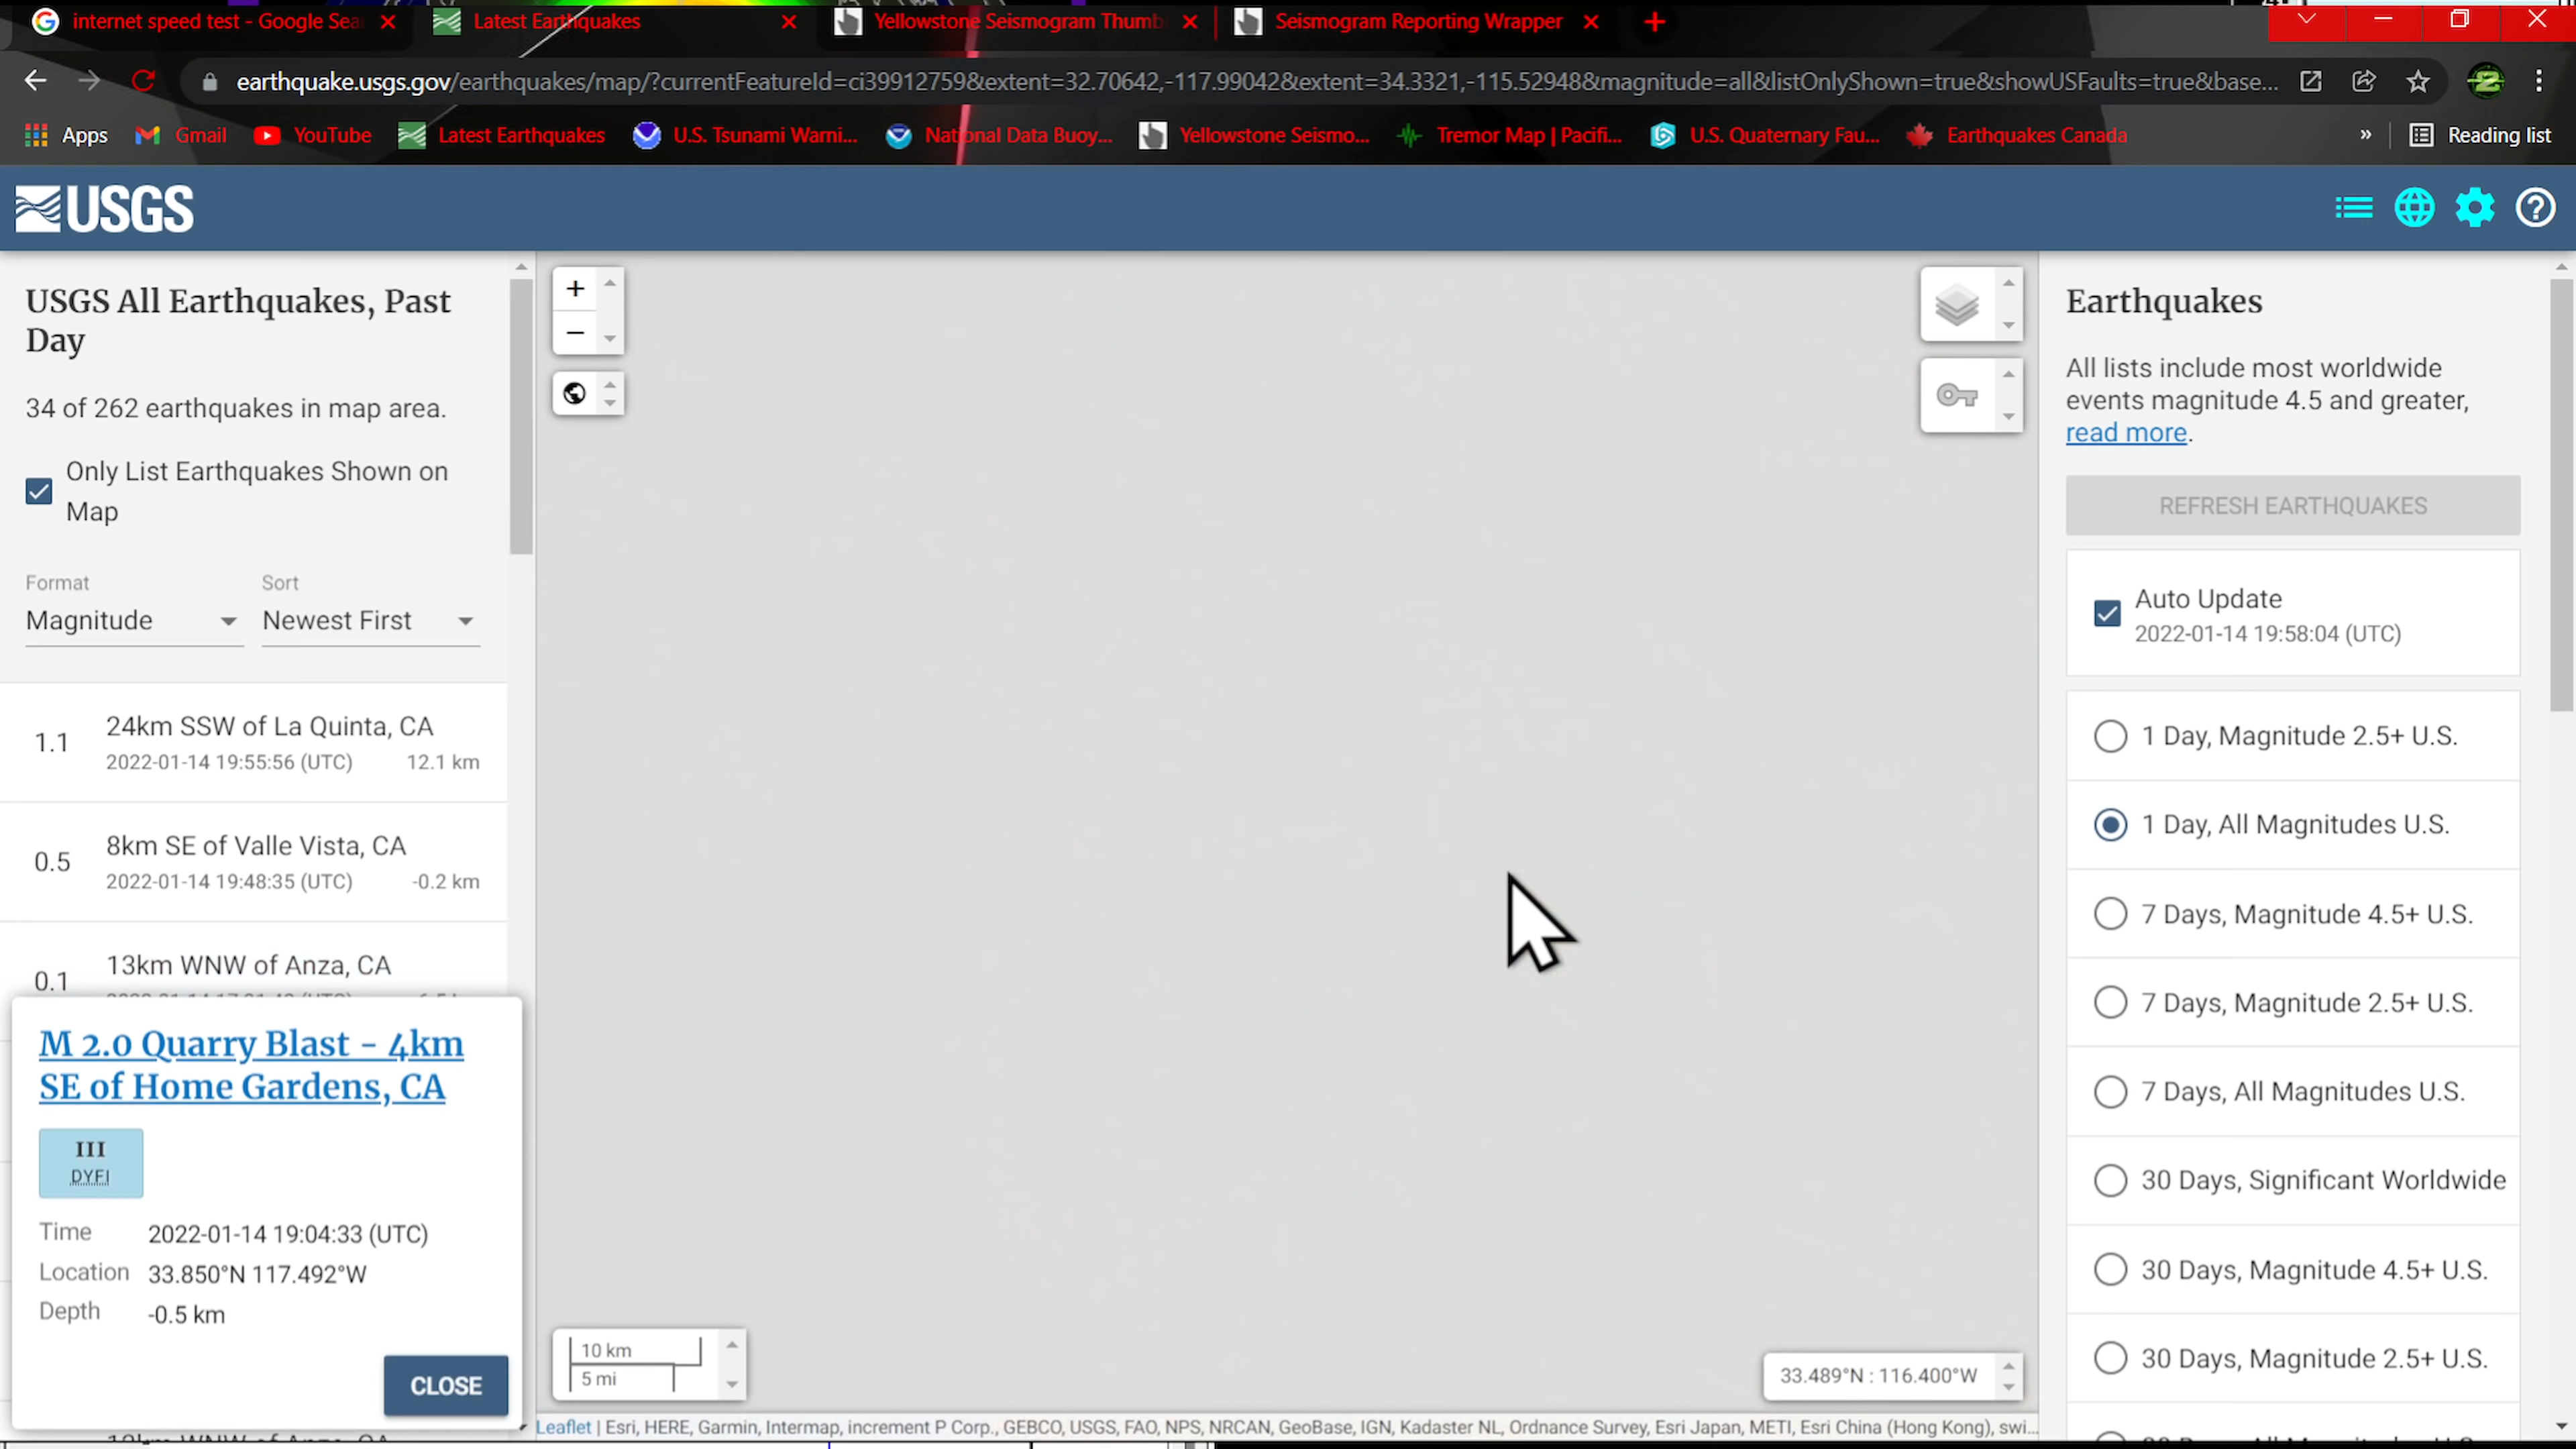 internet speed test - Google Sear
Latest Earthquakes
Yellowstone Seismogram Thumb
Seismogram Reporting Wrapper
earthquake.usgs.gov/earthquakes/map/?currentFeatureId=ci39912759&extent=32.70642,-117.99042&extent=34.3321,-115.52948&magnitude=all&listOnlyShown=true&showUSFaults=true&base...
Apps Gmail YouTube Latest Earthquakes U.S. Tsunami Warni... National Data Buoy... Yellowstone Seismo... Tremor Map | Pacifi... U.S. Quaternary Fau... Earthquakes Canada » Reading list
USGS
USGS All Earthquakes, Past
Day
34 of 262 earthquakes in map area.
Only List Earthquakes Shown on
Map
Format Sort
Magnitude Newest First
1.1 24km SSW of La Quinta, CA
2022-01-14 19:55:56 (UTC) 12.1 km
0.5 8km SE of Valle Vista, CA
2022-01-14 19:48:35 (UTC) -0.2 km
0.1 13km WNW of Anza, CA
M 2.0 Quarry Blast - 4km
SE of Home Gardens, CA
III
DYFI
Time 2022-01-14 19:04:33 (UTC)
Location 33.850°N 117.492°W
Depth -0.5 km
CLOSE
+
−
10 km
5 mi
33.489°N : 116.400°W
Leaflet | Esri, HERE, Garmin, Intermap, increment P Corp., GEBCO, USGS, FAO, NPS, NRCAN, GeoBase, IGN, Kadaster NL, Ordnance Survey, Esri Japan, METI, Esri China (Hong Kong), swi...
Earthquakes
All lists include most worldwide
events magnitude 4.5 and greater,
read more.
REFRESH EARTHQUAKES
Auto Update
2022-01-14 19:58:04 (UTC)
1 Day, Magnitude 2.5+ U.S.
1 Day, All Magnitudes U.S.
7 Days, Magnitude 4.5+ U.S.
7 Days, Magnitude 2.5+ U.S.
7 Days, All Magnitudes U.S.
30 Days, Significant Worldwide
30 Days, Magnitude 4.5+ U.S.
30 Days, Magnitude 2.5+ U.S.